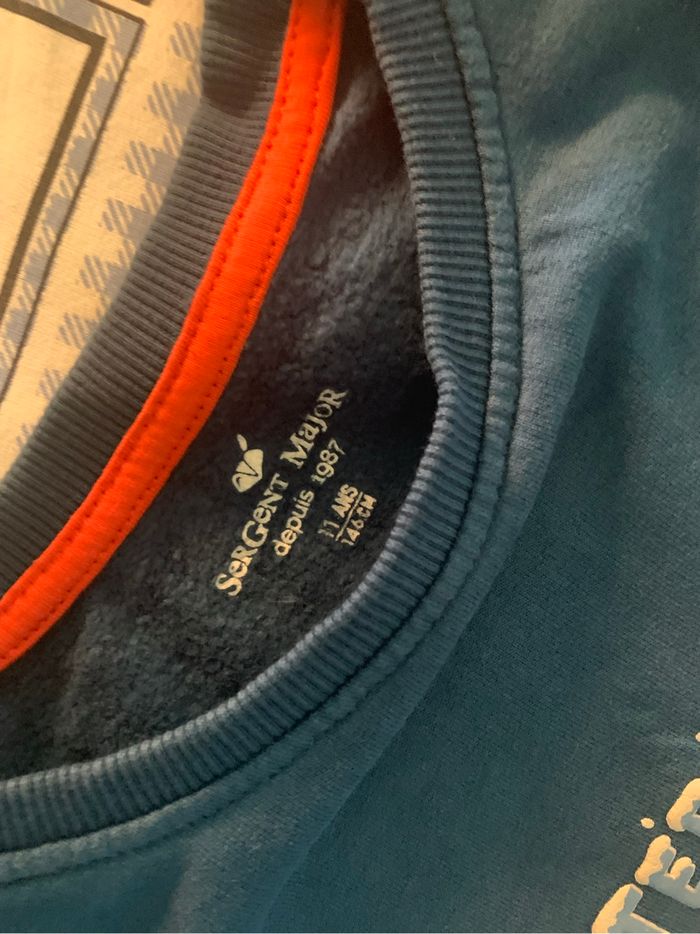 SERGENT MAJOR
depuis 1987
11 ANS
146CM